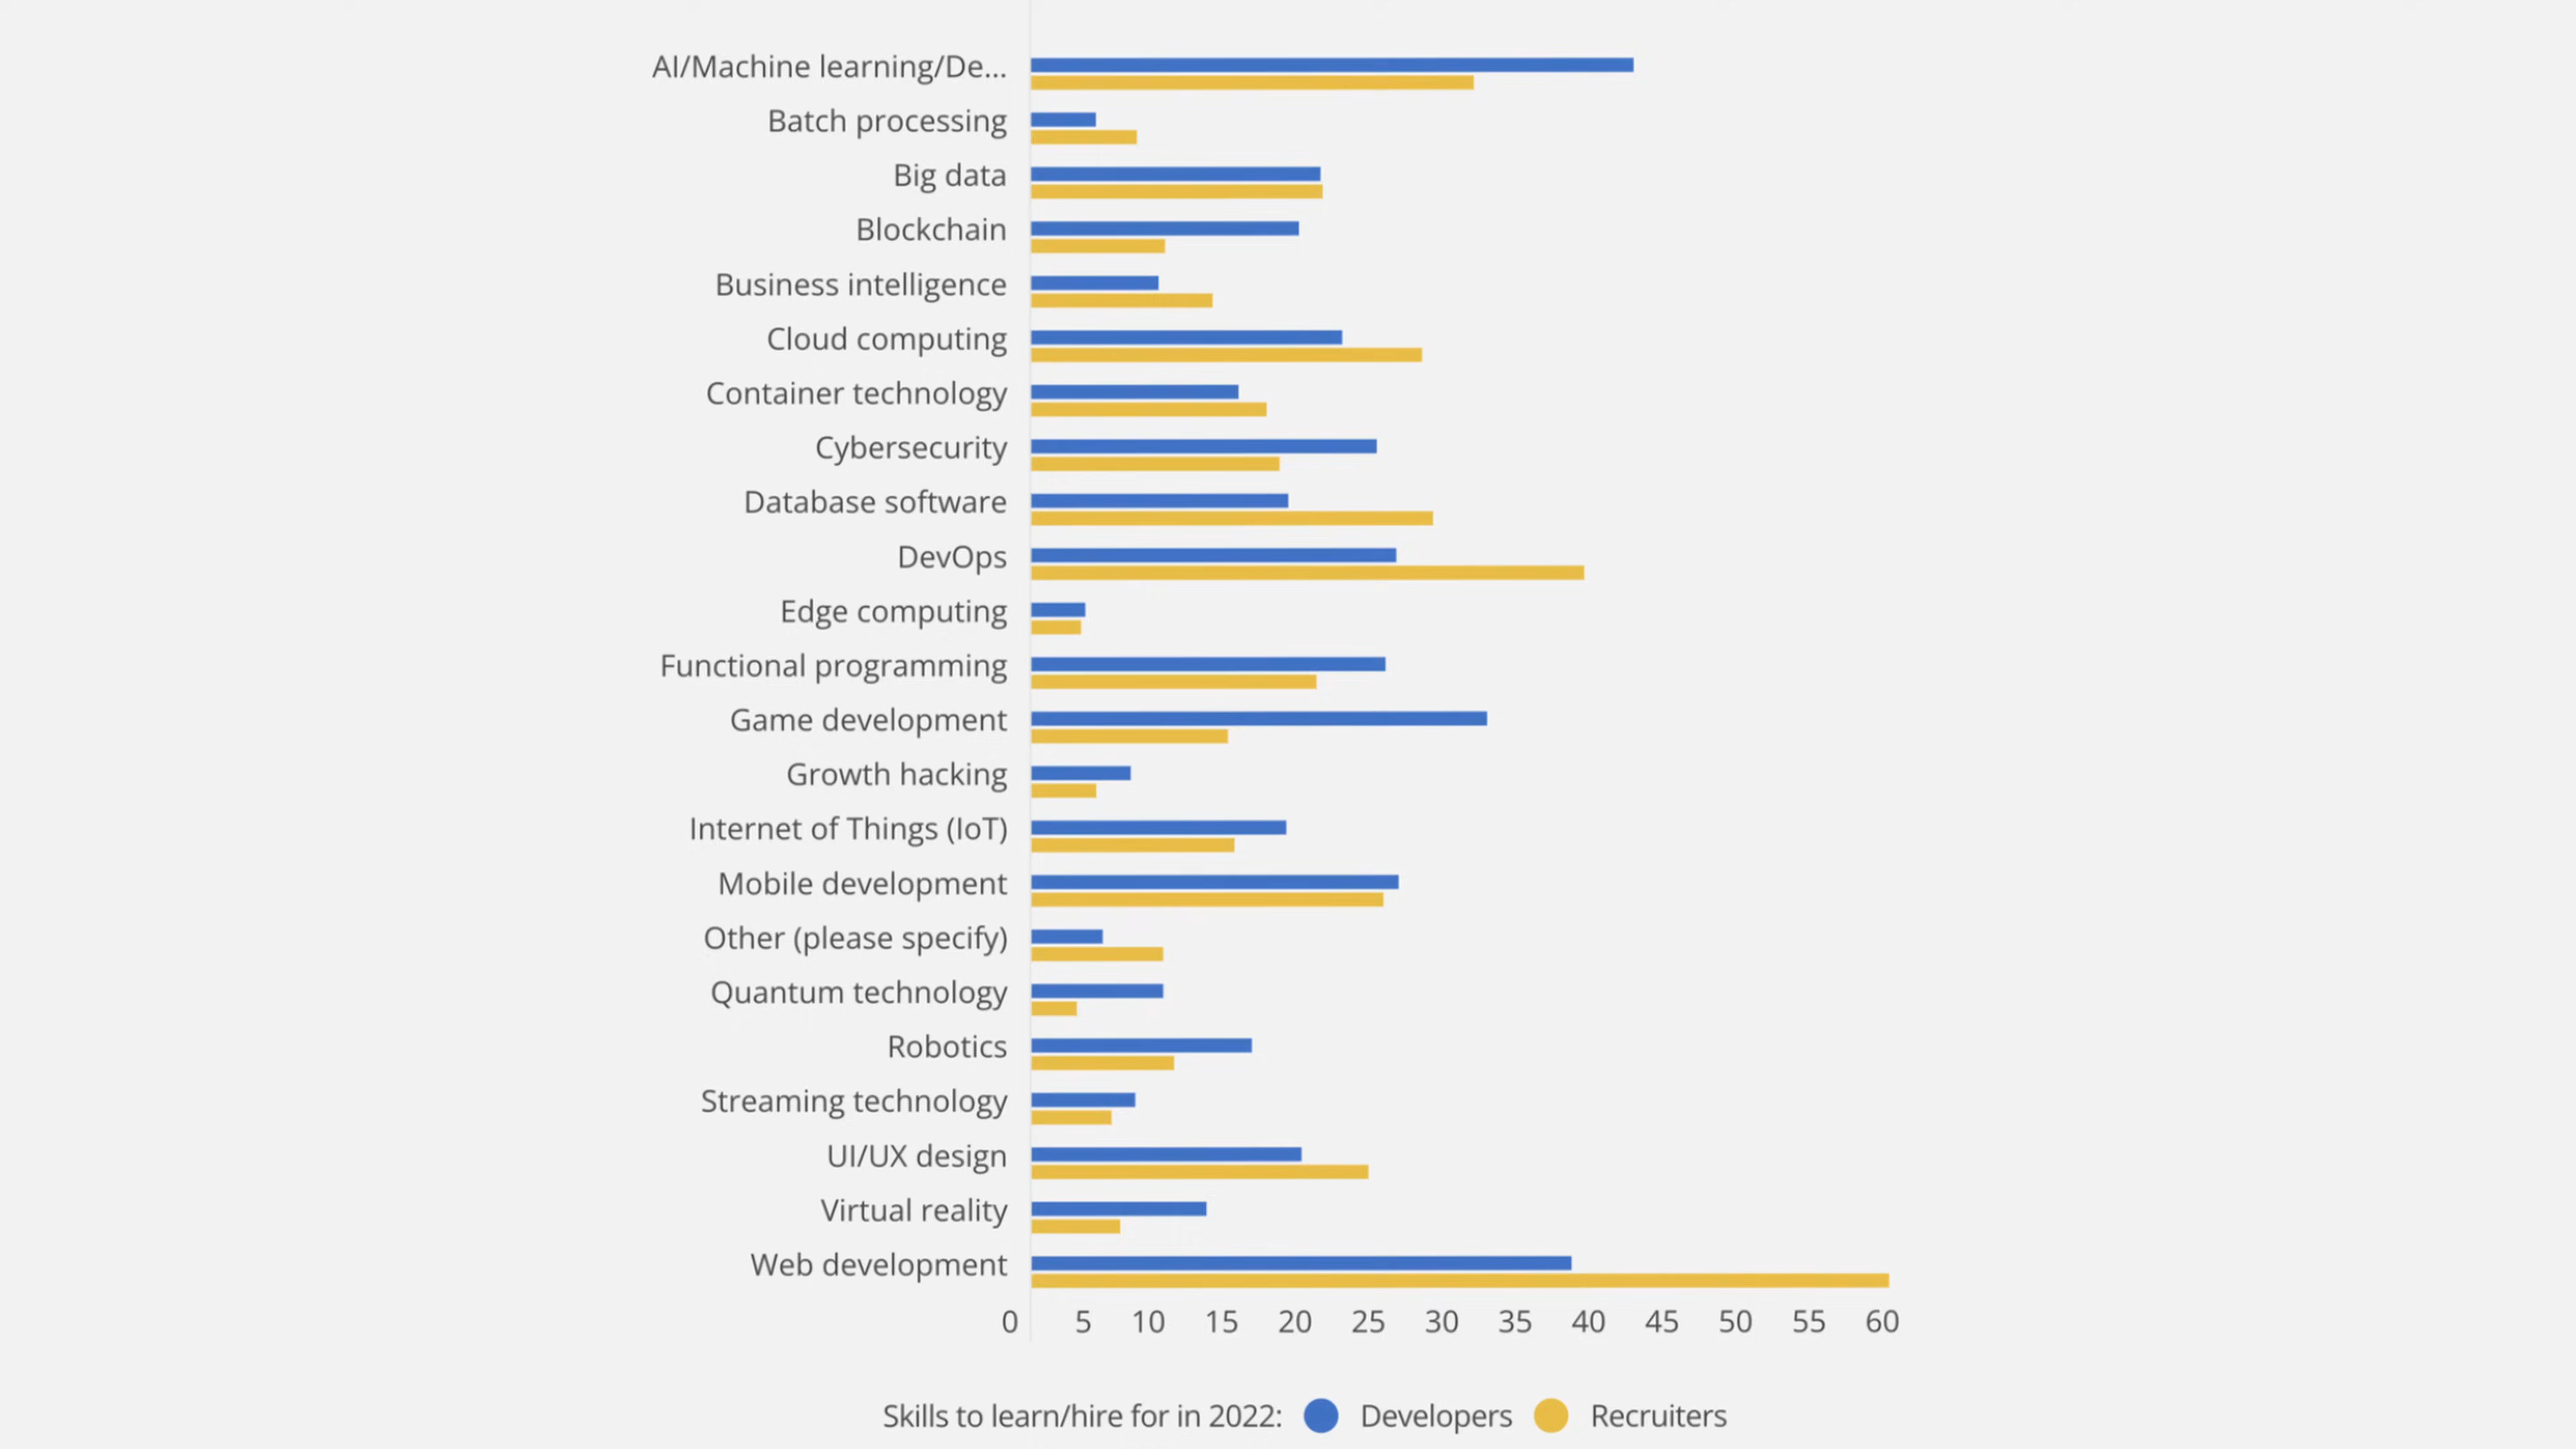 AI/Machine learning/De...
Batch processing
Big data
Blockchain
Business intelligence
Cloud computing
Container technology
Cybersecurity
Database software
DevOps
Edge computing
Functional programming
Game development
Growth hacking
Internet of Things (IoT)
Mobile development
Other (please specify)
Quantum technology
Robotics
Streaming technology
UI/UX design
Virtual reality
Web development
0 5 10 15 20 25 30 35 40 45 50 55 60
Skills to learn/hire for in 2022: Developers Recruiters